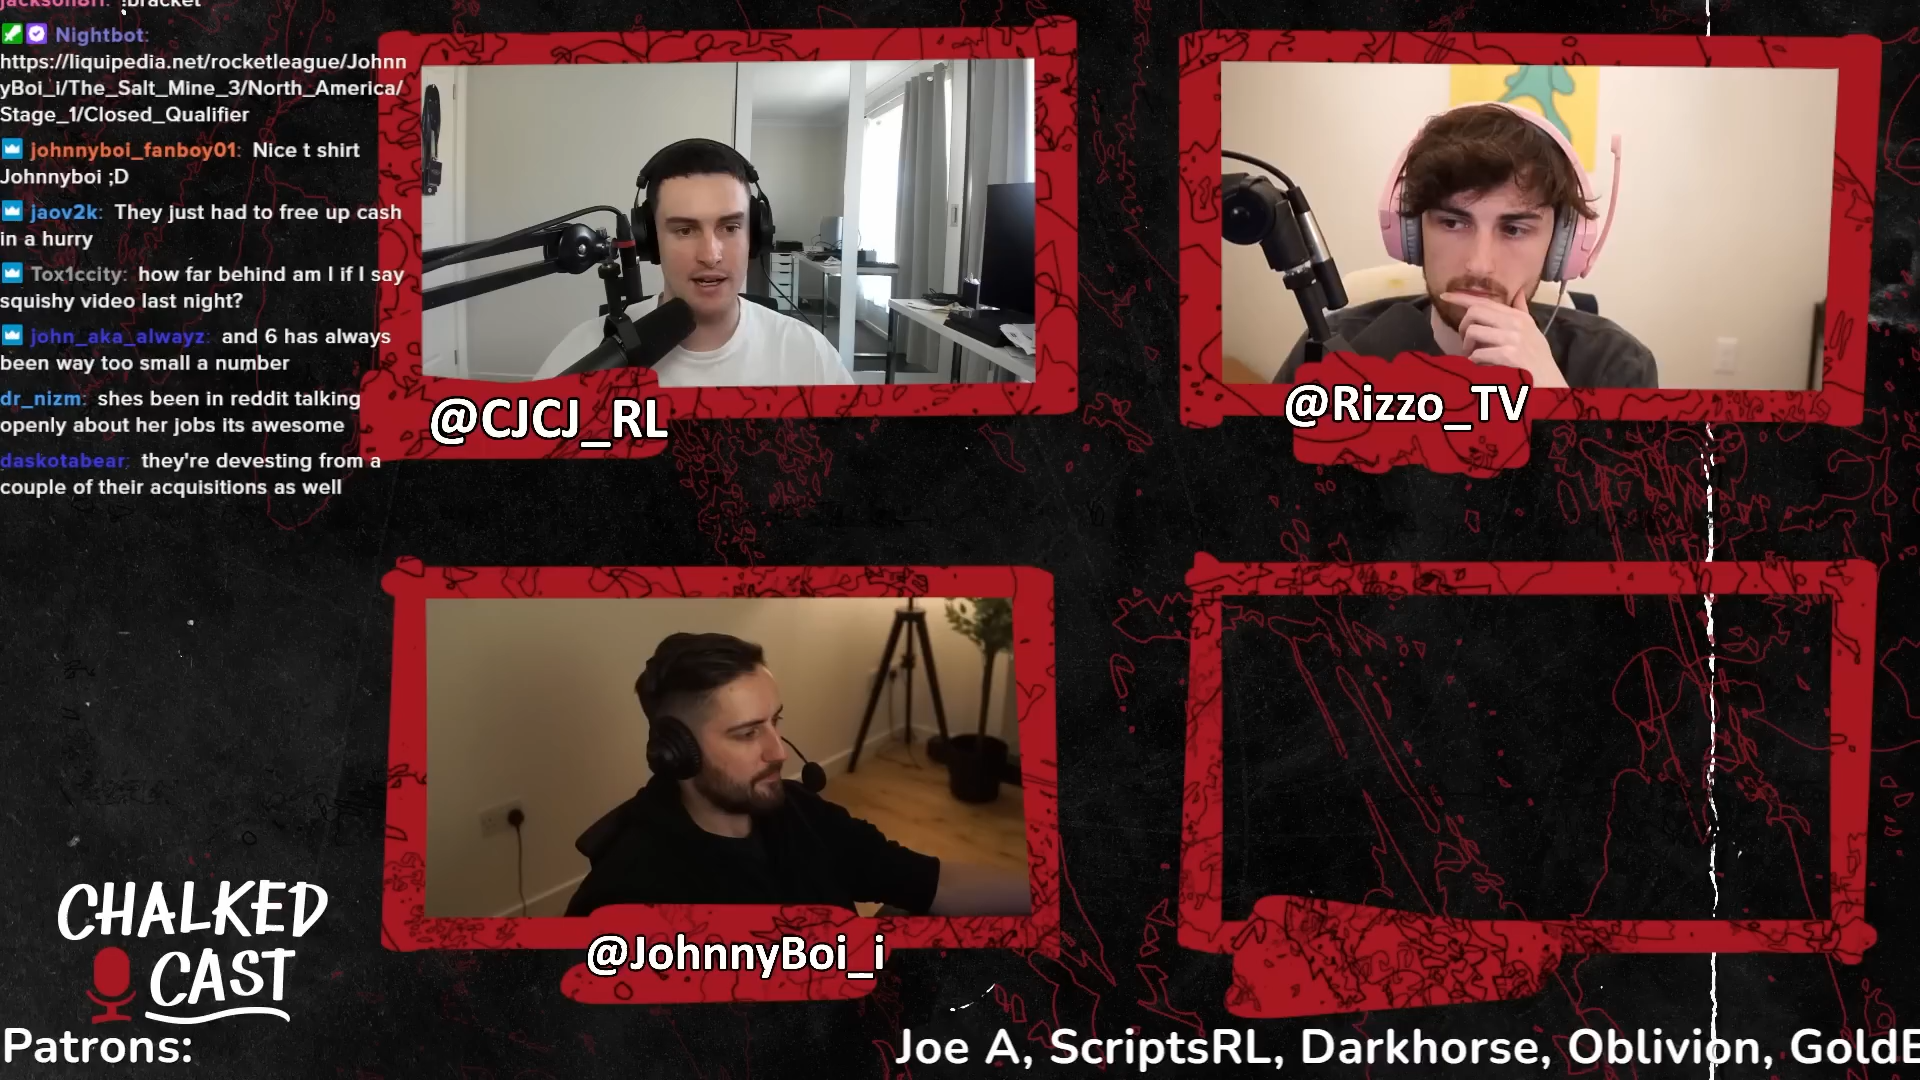 jackson8ff: !bracket
Nightbot:
https://liquipedia.net/rocketleague/Johnn
yBoi_i/The_Salt_Mine_3/North_America/
Stage_1/Closed_Qualifier
johnnyboi_fanboy01: Nice t shirt
Johnnyboi ;D
jaov2k: They just had to free up cash
in a hurry
Tox1ccity: how far behind am I if I say
squishy video last night?
john_aka_alwayz: and 6 has always
been way too small a number
dr_nizm: shes been in reddit talking
openly about her jobs its awesome
daskotabear: they're devesting from a
couple of their acquisitions as well
@CJCJ_RL
@Rizzo_TV
@JohnnyBoi_i
CHALKED
CAST
Patrons: Joe A, ScriptsRL, Darkhorse, Oblivion, GoldE